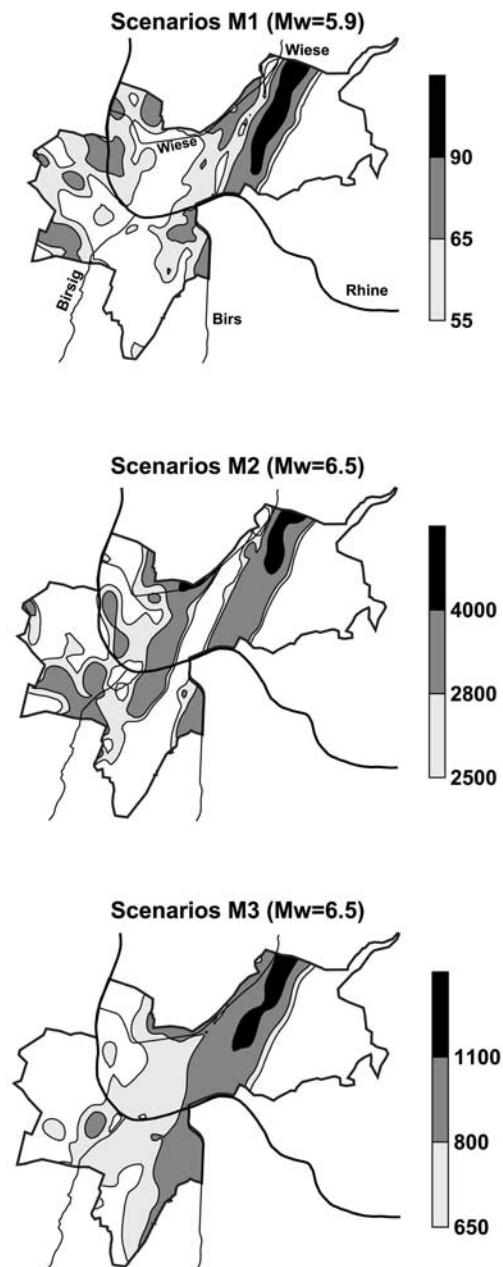 Scenarios M1 (Mw=5.9)
Wiese
Wiese
90
65
55
Birsig
Birs
Rhine
Scenarios M2 (Mw=6.5)
4000
2800
2500
Scenarios M3 (Mw=6.5)
1100
800
650